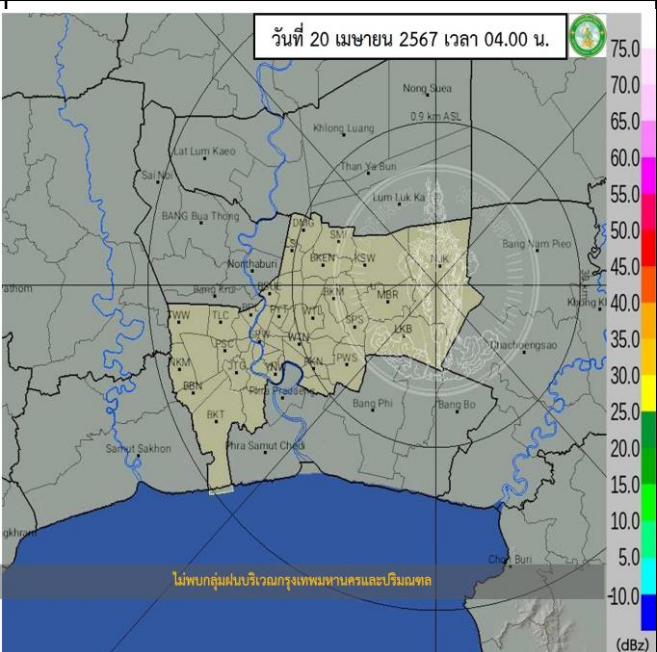 วันที่ 20 เมษายน 2567 เวลา 04.00 น.
75.0
70.0
65.0
60.0
55.0
50.0
45.0
40.0
35.0
30.0
25.0
20.0
15.0
10.0
5.0
-10.0
(dBz)
Nong Suea
0.9 km ASL
Khlong Luang
Lat Lum Kaeo
Than Ya Buri
Sai Noi
Lum Luk Ka
BANG Bua Thong
DMG
SMI
Bang Nam Prieo
Nonthaburi
BKEN
KSW
NJK
BKM
MBR
TWW
TLC
PYT
WTL
SPS
LKB
Chachoengsao
PSC
WTN
NKM
JTG
PKN
PWS
BBN
Phra Pradaeng
BKT
Bang Phi
Bang Bo
Samut Sakhon
Phra Samut Chedi
Chon Buri
ไม่พบกลุ่มฝนบริเวณกรุงเทพมหานครและปริมณฑล